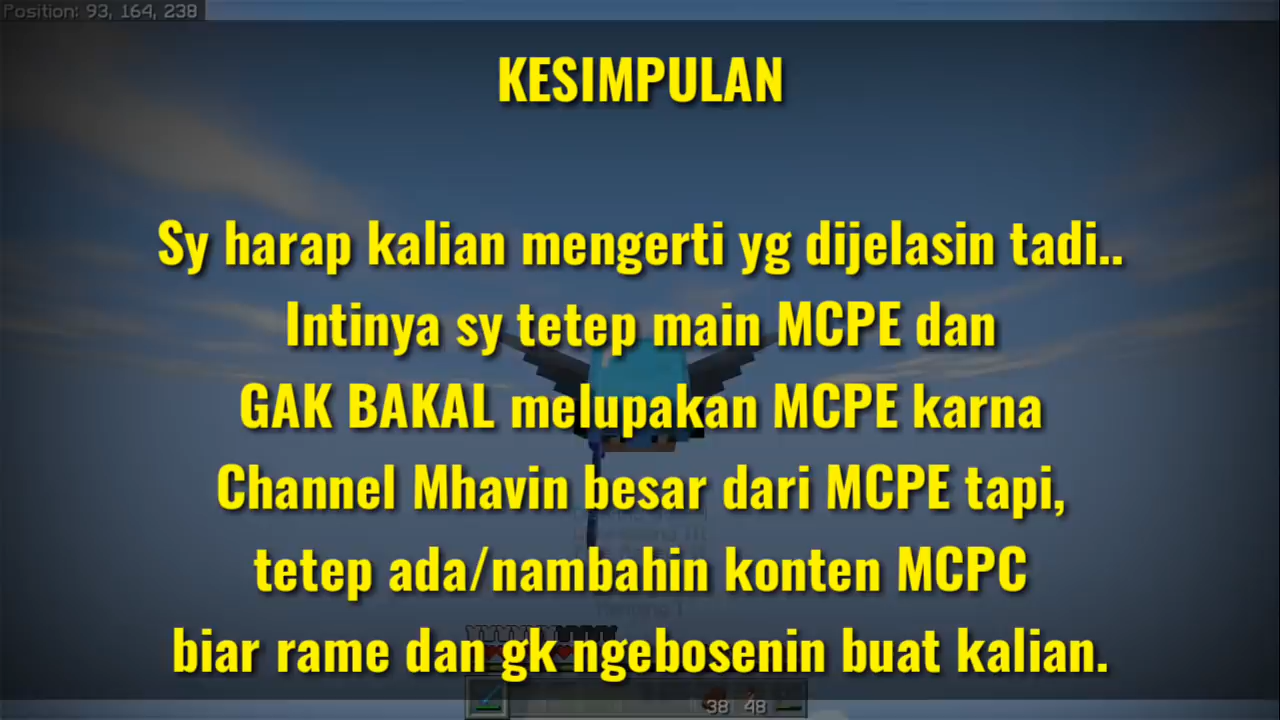 Position: 93, 164, 238
KESIMPULAN
Sy harap kalian mengerti yg dijelasin tadi..
Intinya sy tetep main MCPE dan
GAK BAKAL melupakan MCPE karna
Channel Mhavin besar dari MCPE tapi,
tetep ada/nambahin konten MCPC
biar rame dan gk ngebosenin buat kalian.
38 48